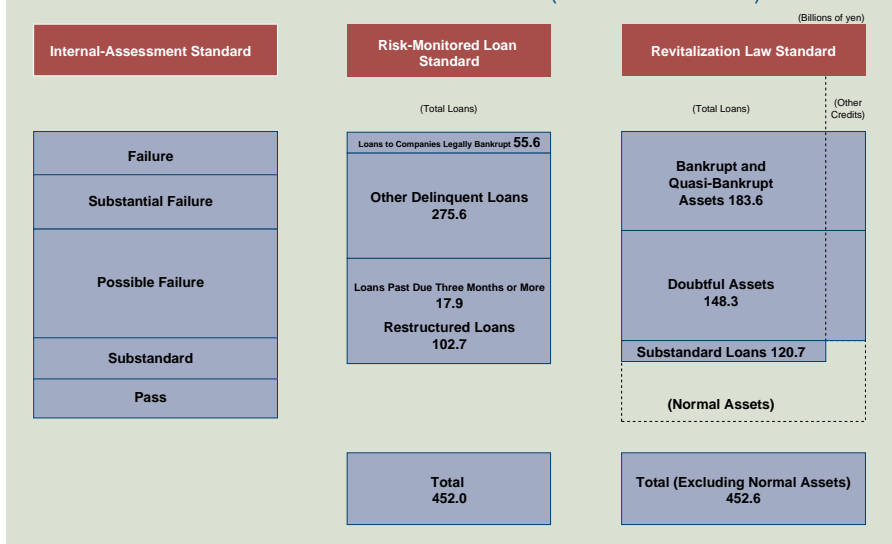 (Billions of yen)
Internal-Assessment Standard
Risk-Monitored Loan
Standard
Revitalization Law Standard
(Total Loans)
(Total Loans)
(Other
Credits)
Failure
Substantial Failure
Possible Failure
Substandard
Pass
Loans to Companies Legally Bankrupt 55.6
Other Delinquent Loans
275.6
Loans Past Due Three Months or More
17.9
Restructured Loans
102.7
Bankrupt and
Quasi-Bankrupt
Assets 183.6
Doubtful Assets
148.3
Substandard Loans 120.7
(Normal Assets)
Total
452.0
Total (Excluding Normal Assets)
452.6